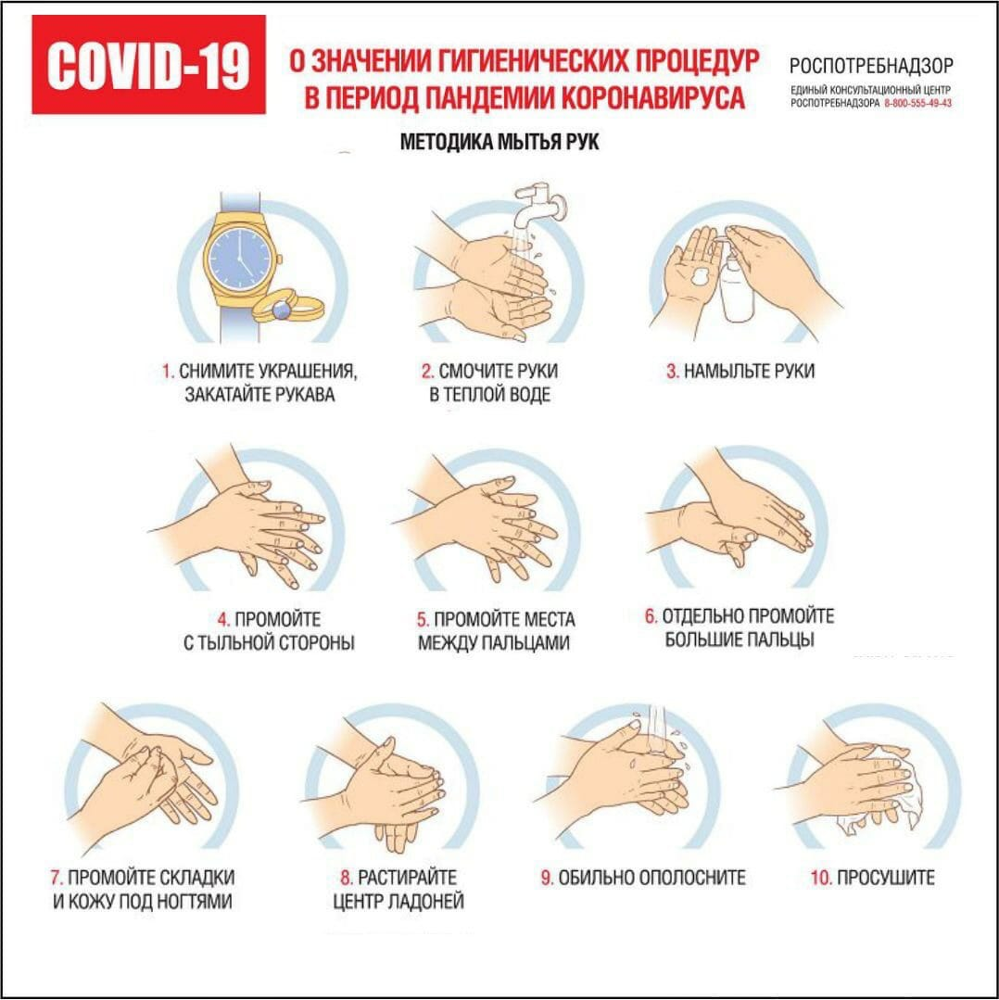 COVID-19
О ЗНАЧЕНИИ ГИГИЕНИЧЕСКИХ ПРОЦЕДУР
В ПЕРИОД ПАНДЕМИИ КОРОНАВИРУСА
РОСПОТРЕБНАДЗОР
ЕДИНЫЙ КОНСУЛЬТАЦИОННЫЙ ЦЕНТР
РОСПОТРЕБНАДЗОРА 8-800-555-49-43
МЕТОДИКА МЫТЬЯ РУК
1. СНИМИТЕ УКРАШЕНИЯ,
ЗАКАТАЙТЕ РУКАВА
2. СМОЧИТЕ РУКИ
В ТЕПЛОЙ ВОДЕ
3. НАМЫЛЬТЕ РУКИ
4. ПРОМОЙТЕ
С ТЫЛЬНОЙ СТОРОНЫ
5. ПРОМОЙТЕ МЕСТА
МЕЖДУ ПАЛЬЦАМИ
6. ОТДЕЛЬНО ПРОМОЙТЕ
БОЛЬШИЕ ПАЛЬЦЫ
7. ПРОМОЙТЕ СКЛАДКИ
И КОЖУ ПОД НОГТЯМИ
8. РАСТИРАЙТЕ
ЦЕНТР ЛАДОНЕЙ
9. ОБИЛЬНО ОПОЛОСНИТЕ
10. ПРОСУШИТЕ